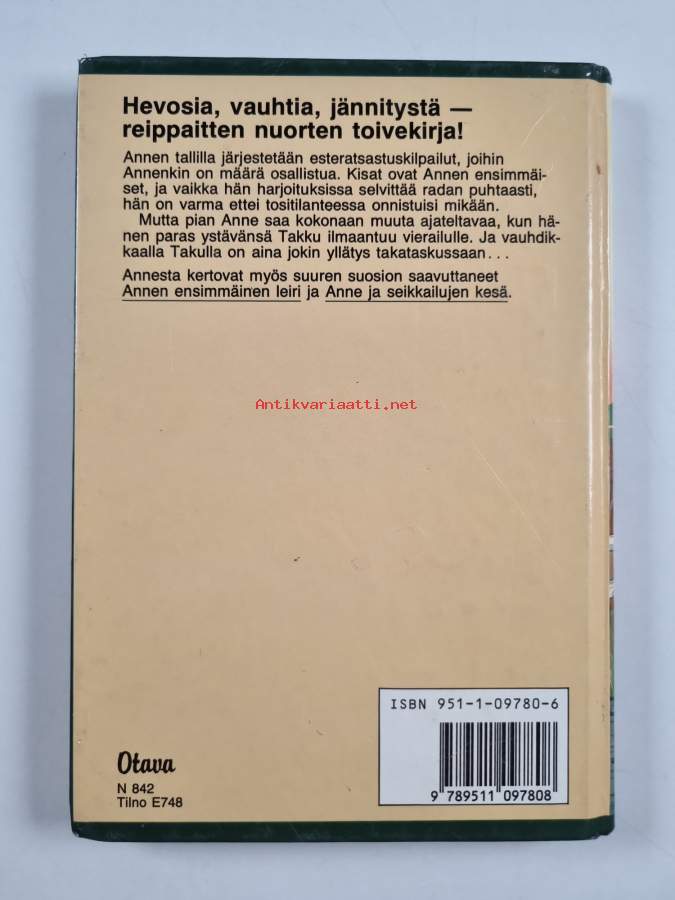 Hevosia, vauhtia, jännitystä —
reippaitten nuorten toivekirja!
Annen tallilla järjestetään esteratsastuskilpailut, joihin
Annenkin on määrä osallistua. Kisat ovat Annen ensimmäi-
set, ja vaikka hän harjoituksissa selvittää radan puhtaasti,
hän on varma ettei tositilanteessa onnistuisi mikään.
Mutta pian Anne saa kokonaan muuta ajateltavaa, kun hä-
nen paras ystävänsä Takku ilmaantuu vierailulle. Ja vauhdik-
kaalla Takulla on aina jokin yllätys takataskussaan...
Annesta kertovat myös suuren suosion saavuttaneet
Annen ensimmäinen leiri ja Anne ja seikkailujen kesä.
Antikvariaatti.net
ISBN 951-1-09780-6
9 789511 097808
Otava
N 842
Tilno E748